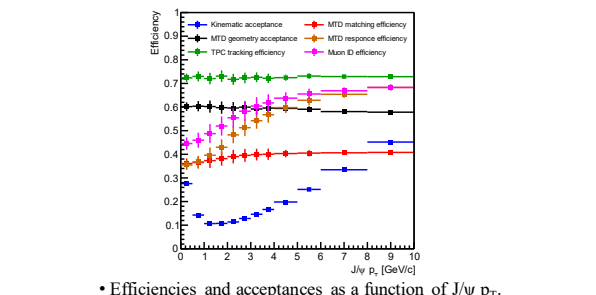 1
0.9
0.8
0.7
0.6
0.5
0.4
0.3
0.2
0.1
0
Efficiency
Kinematic acceptance
MTD matching efficiency
MTD geometry acceptance
MTD responce efficiency
TPC tracking efficiency
Muon ID efficiency
0 1 2 3 4 5 6 7 8 9 10
J/ψ p_T [GeV/c]
• Efficiencies and acceptances as a function of J/ψ p_T.